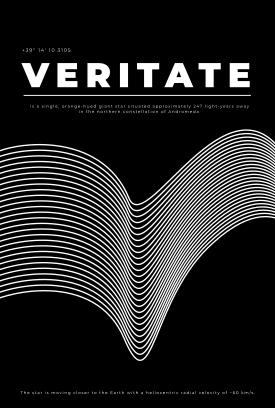 +39° 14' 10.3105
VERITATE
is a single, orange-hued giant star situated approximately 247 light-years away
in the northern constellation of Andromeda
The star is moving closer to the Earth with a heliocentric radial velocity of −60 km/s.